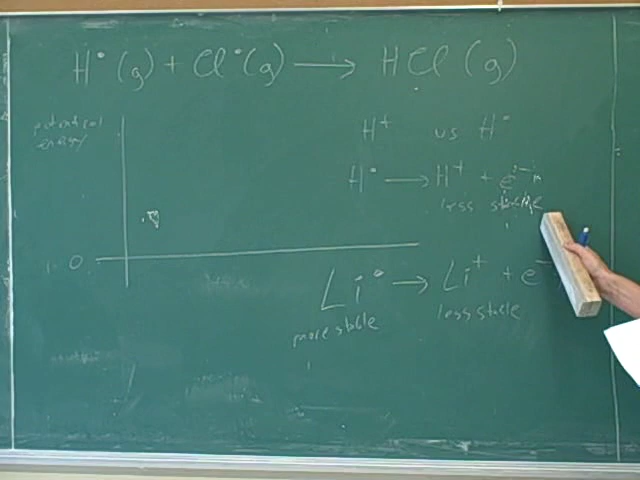 H• (g) + Cl• (g) → HCl (g)
potential
energy
H⁺ vs H•
H• → H⁺ + e⁻
less stable
0
Li• → Li⁺ + e⁻
more stable
less stable